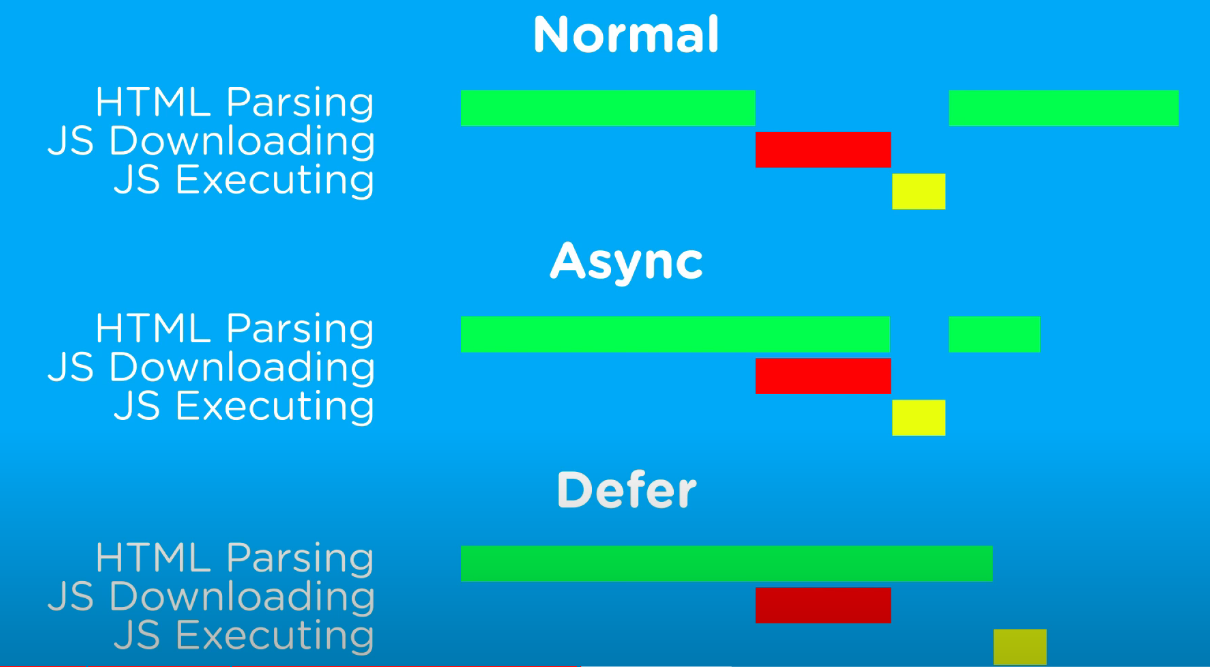 Normal
HTML Parsing
JS Downloading
JS Executing
Async
HTML Parsing
JS Downloading
JS Executing
Defer
HTML Parsing
JS Downloading
JS Executing